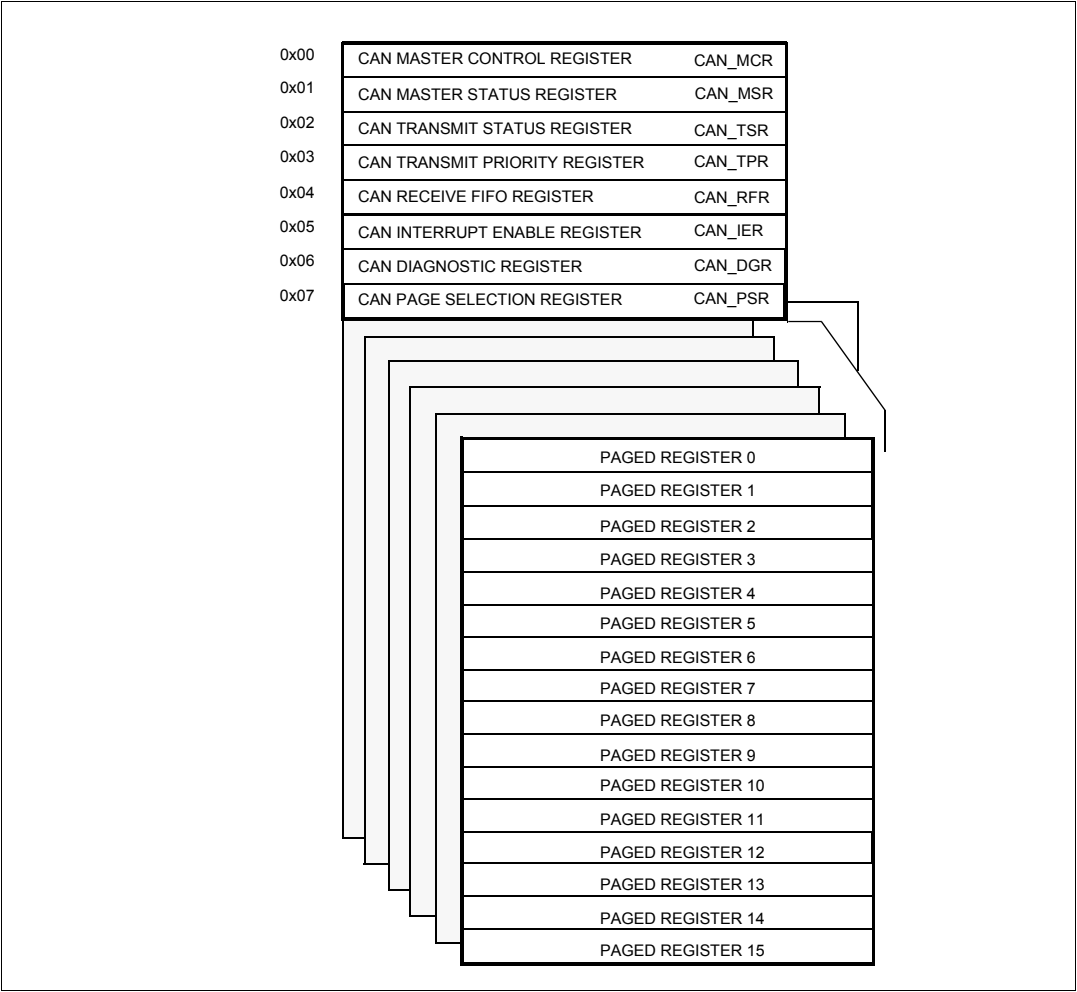 0x00 CAN MASTER CONTROL REGISTER CAN_MCR
0x01 CAN MASTER STATUS REGISTER CAN_MSR
0x02 CAN TRANSMIT STATUS REGISTER CAN_TSR
0x03 CAN TRANSMIT PRIORITY REGISTER CAN_TPR
0x04 CAN RECEIVE FIFO REGISTER CAN_RFR
0x05 CAN INTERRUPT ENABLE REGISTER CAN_IER
0x06 CAN DIAGNOSTIC REGISTER CAN_DGR
0x07 CAN PAGE SELECTION REGISTER CAN_PSR
PAGED REGISTER 0
PAGED REGISTER 1
PAGED REGISTER 2
PAGED REGISTER 3
PAGED REGISTER 4
PAGED REGISTER 5
PAGED REGISTER 6
PAGED REGISTER 7
PAGED REGISTER 8
PAGED REGISTER 9
PAGED REGISTER 10
PAGED REGISTER 11
PAGED REGISTER 12
PAGED REGISTER 13
PAGED REGISTER 14
PAGED REGISTER 15